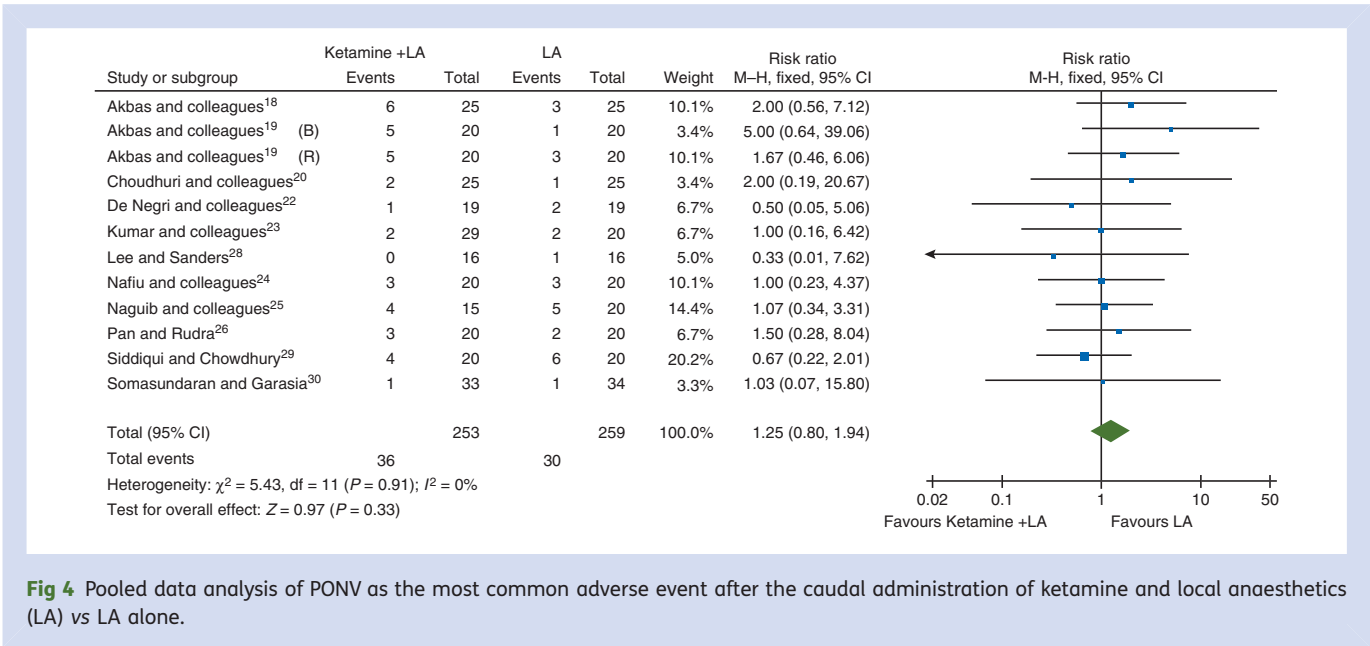 Ketamine +LA LA Risk ratio Risk ratio
Study or subgroup Events Total Events Total Weight M–H, fixed, 95% CI M-H, fixed, 95% CI
Akbas and colleagues18 6 25 3 25 10.1% 2.00 (0.56, 7.12)
Akbas and colleagues19 (B) 5 20 1 20 3.4% 5.00 (0.64, 39.06)
Akbas and colleagues19 (R) 5 20 3 20 10.1% 1.67 (0.46, 6.06)
Choudhuri and colleagues20 2 25 1 25 3.4% 2.00 (0.19, 20.67)
De Negri and colleagues22 1 19 2 19 6.7% 0.50 (0.05, 5.06)
Kumar and colleagues23 2 29 2 20 6.7% 1.00 (0.16, 6.42)
Lee and Sanders28 0 16 1 16 5.0% 0.33 (0.01, 7.62)
Nafiu and colleagues24 3 20 3 20 10.1% 1.00 (0.23, 4.37)
Naguib and colleagues25 4 15 5 20 14.4% 1.07 (0.34, 3.31)
Pan and Rudra26 3 20 2 20 6.7% 1.50 (0.28, 8.04)
Siddiqui and Chowdhury29 4 20 6 20 20.2% 0.67 (0.22, 2.01)
Somasundaran and Garasia30 1 33 1 34 3.3% 1.03 (0.07, 15.80)
Total (95% CI) 253 259 100.0% 1.25 (0.80, 1.94)
Total events 36 30
Heterogeneity: χ2 = 5.43, df = 11 (P = 0.91); I2 = 0%
Test for overall effect: Z = 0.97 (P = 0.33)
0.02 0.1 1 10 50
Favours Ketamine +LA Favours LA
Fig 4 Pooled data analysis of PONV as the most common adverse event after the caudal administration of ketamine and local anaesthetics
(LA) vs LA alone.